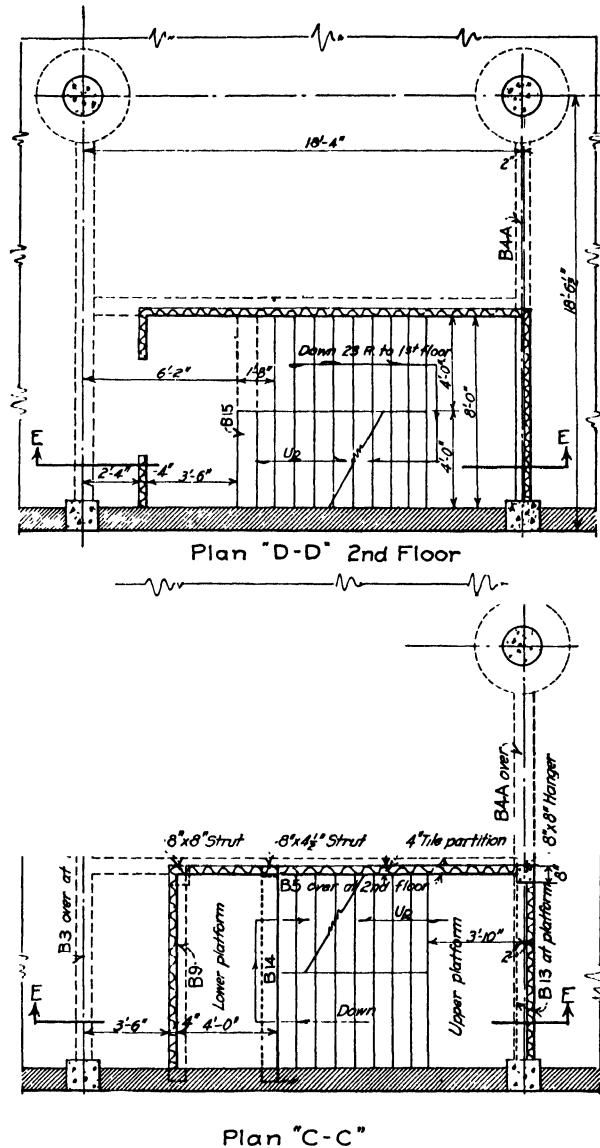 18'-4"
2"
B4A
18'-6½"
Down 23 R. to 1st floor
6'-2"
1'-8"
4'-0"
8'-0"
B15
E
E
Up
4'-0"
2'-4"
4"
3'-6"
Plan "D-D" 2nd Floor
B4A over
8"x8" Hanger
8"x8" Strut
8"x4½" Strut
4" Tile partition
8"
B3 over at
B5 over at 2nd floor
Up
3'-10"
2"
B9
Lower platform
B14
Upper platform
B13 at platform
E
E
Down
3'-6"
4"
4'-0"
Plan "C-C"